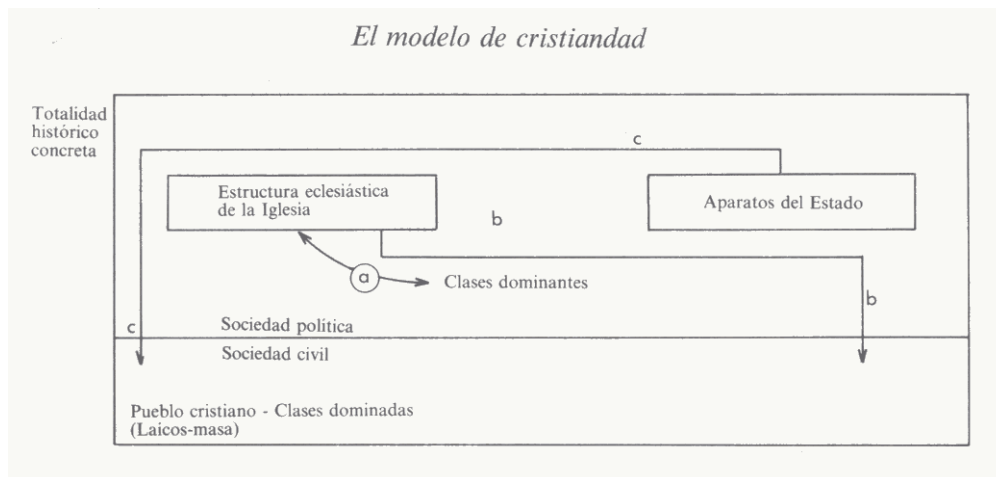 El modelo de cristiandad
Totalidad
histórico
concreta
c
Estructura eclesiástica
de la Iglesia
b
Aparatos del Estado
a
Clases dominantes
b
c
Sociedad política
Sociedad civil
Pueblo cristiano - Clases dominadas
(Laicos-masa)